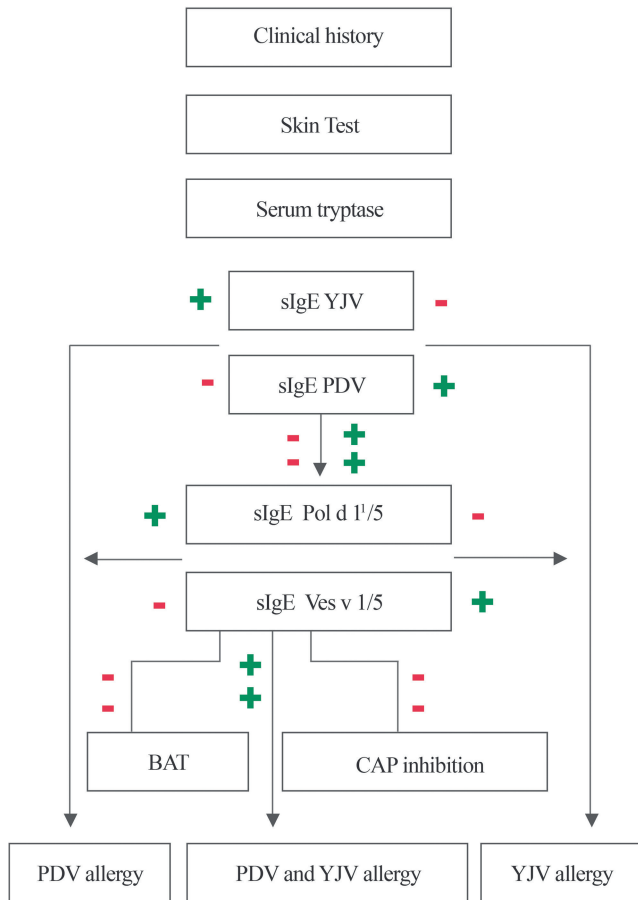 Clinical history
Skin Test
Serum tryptase
+ sIgE YJV -
- sIgE PDV +
- +
- +
+ sIgE Pol d 1¹/5 -
- sIgE Ves v 1/5 +
- + -
- + -
BAT CAP inhibition
PDV allergy PDV and YJV allergy YJV allergy